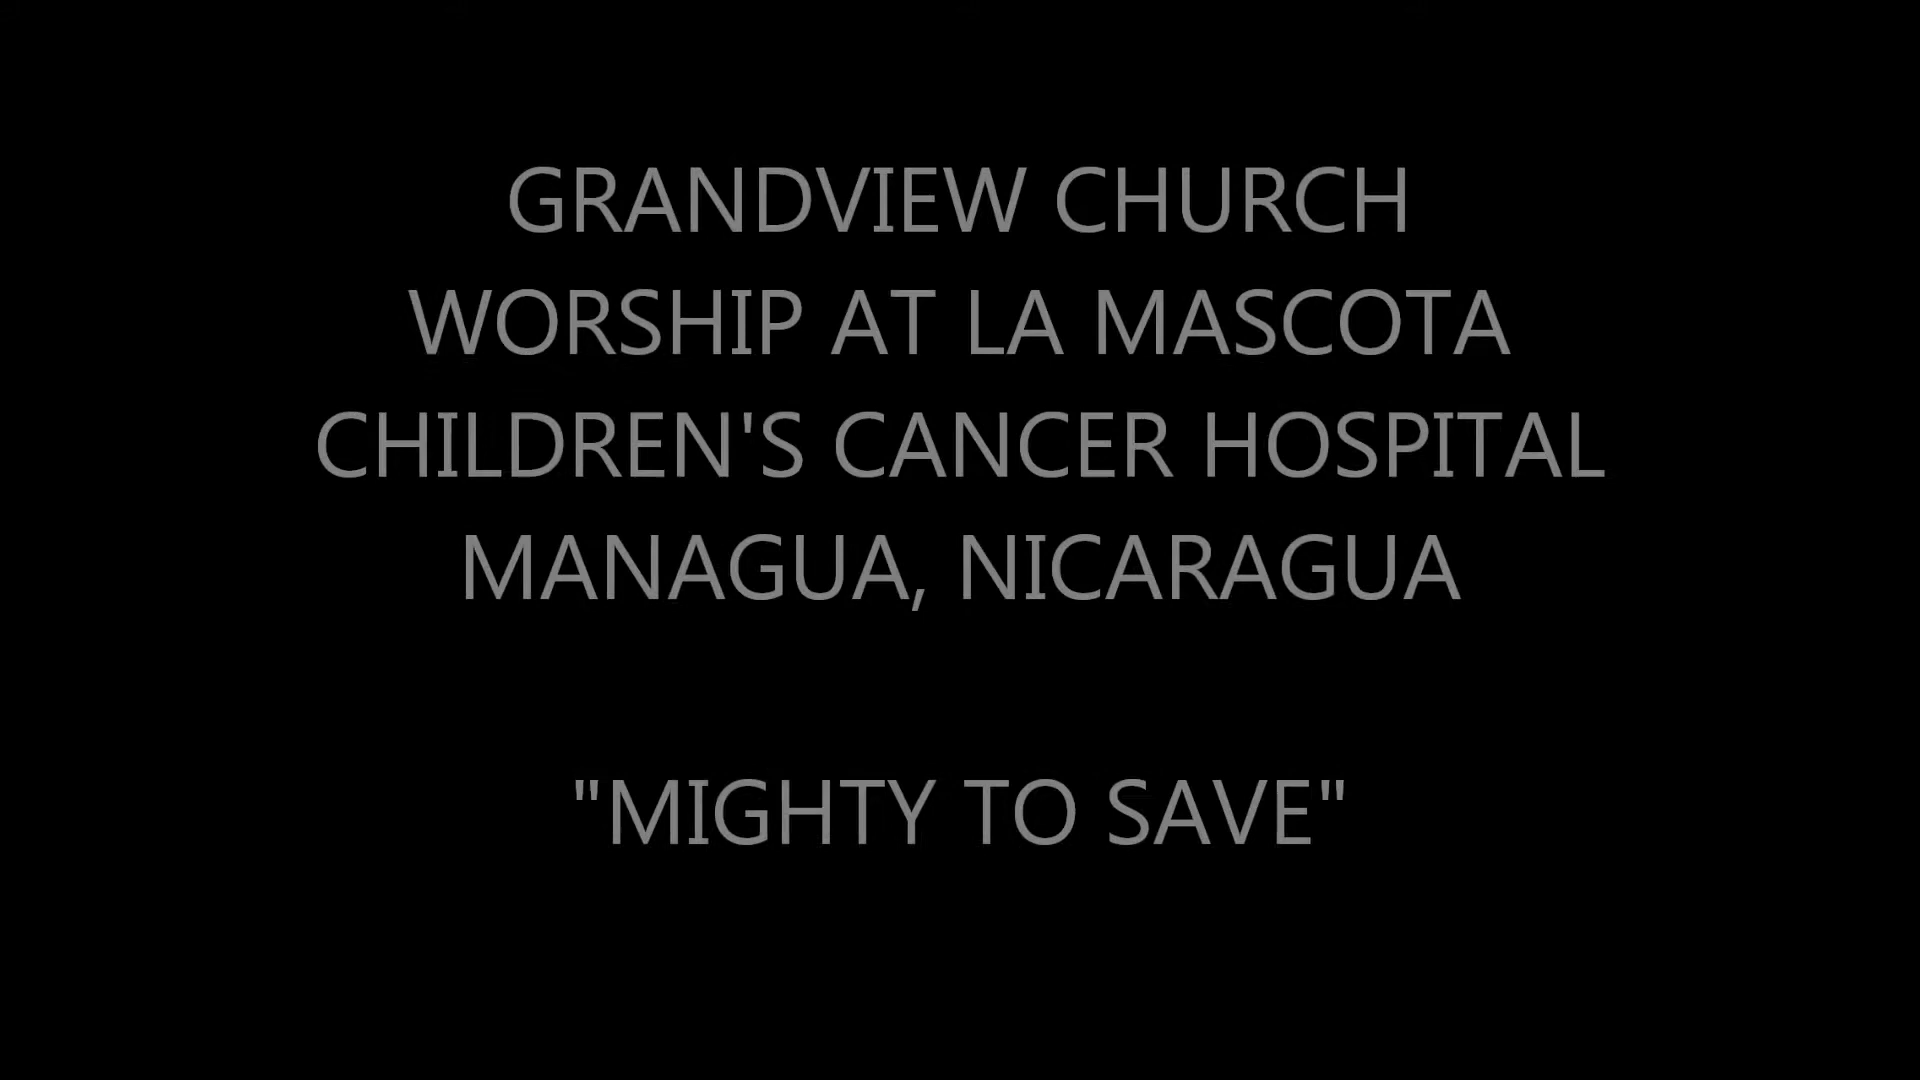 GRANDVIEW CHURCH
WORSHIP AT LA MASCOTA
CHILDREN'S CANCER HOSPITAL
MANAGUA, NICARAGUA
"MIGHTY TO SAVE"